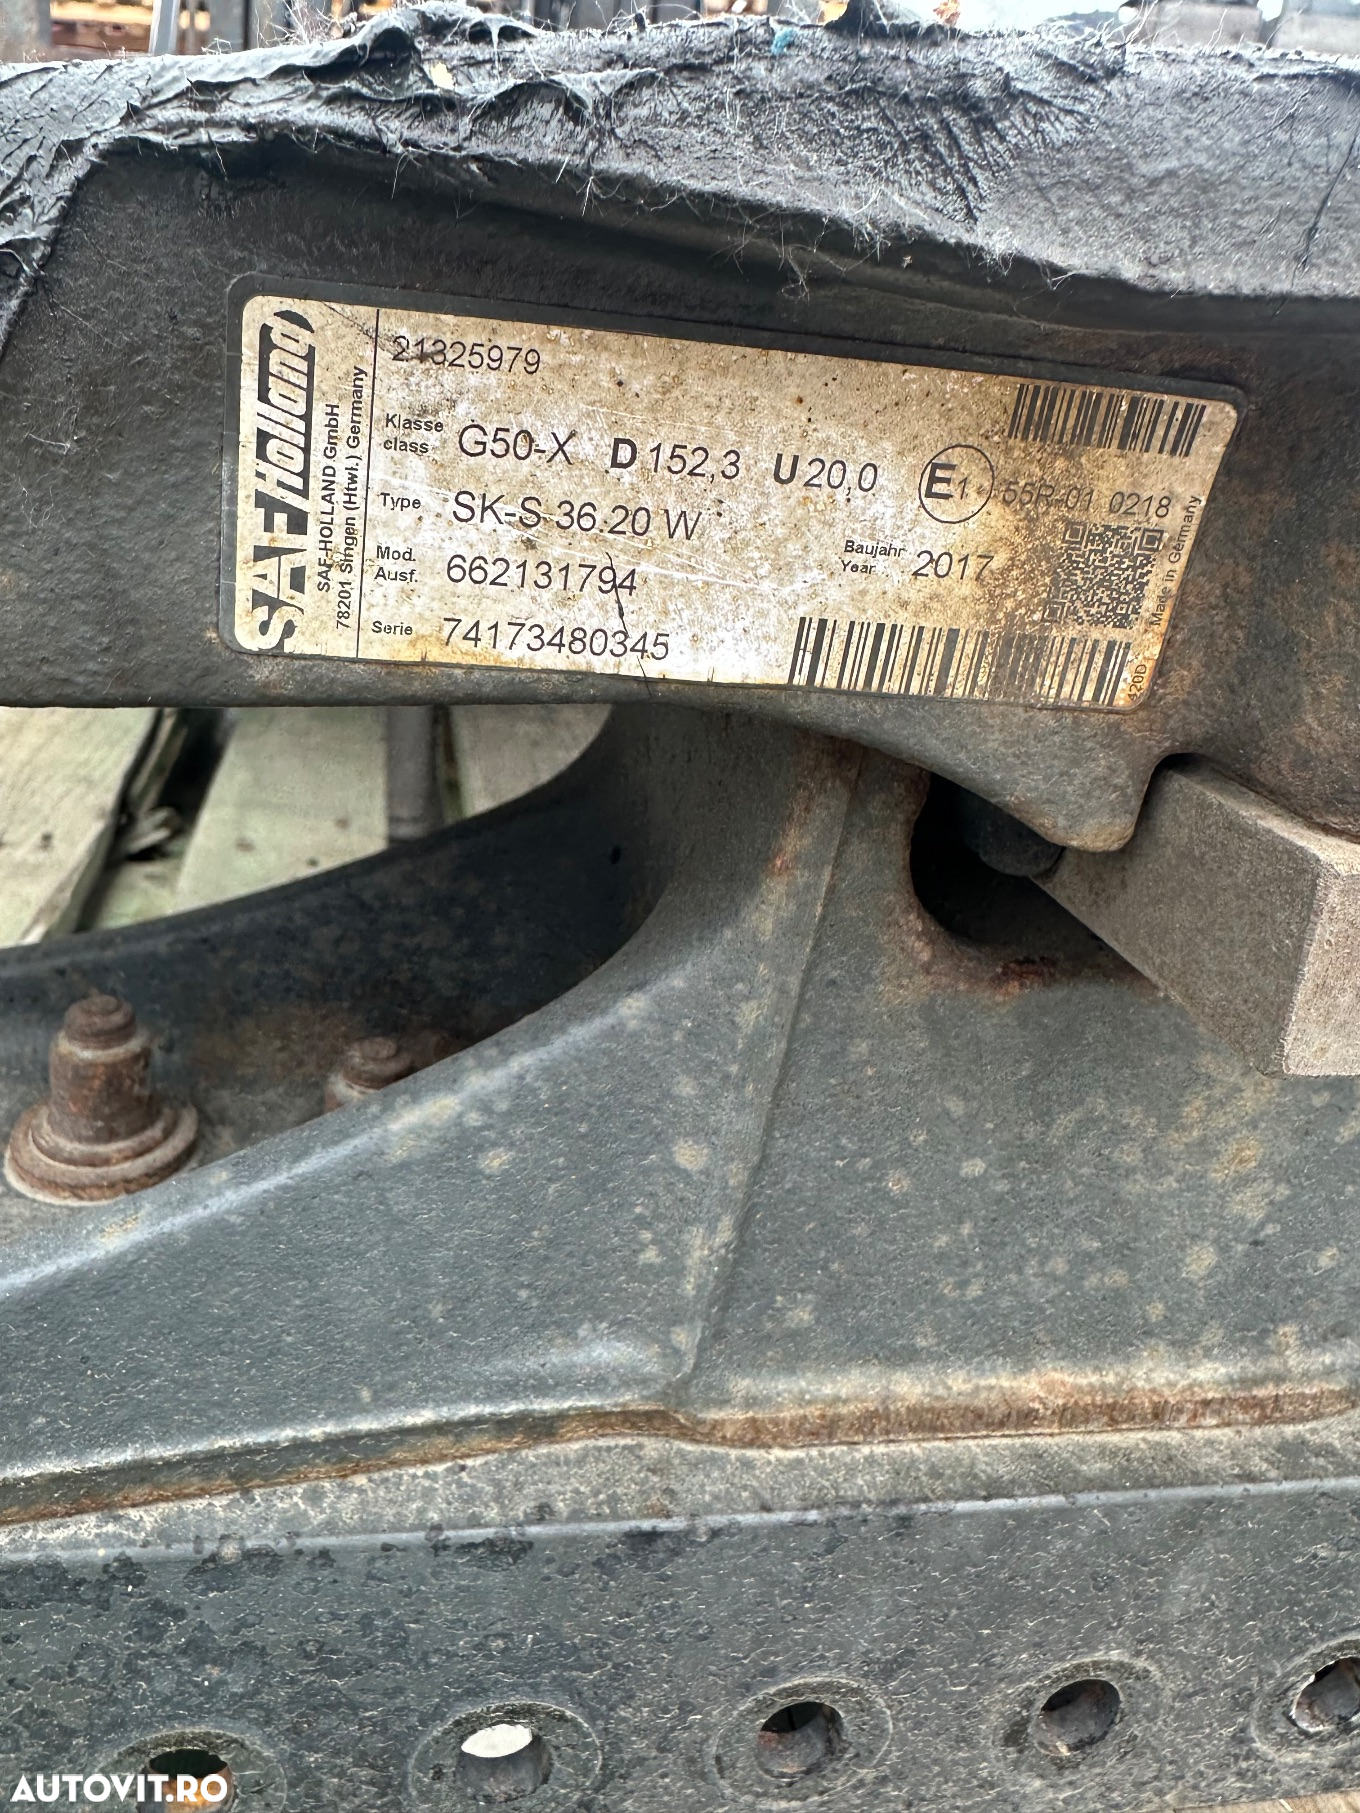 SAF Holland
SAF-HOLLAND GmbH
78201 Singen (Htwl.) Germany
21325979
Klasse
class
G50-X D 152,3 U 20,0
E1 55R-01 0218
Type SK-S 36.20 W
Baujahr
Year
2017
Mod.
Ausf.
662131794
Serie 74173480345
Made in Germany
AUTOVIT.RO